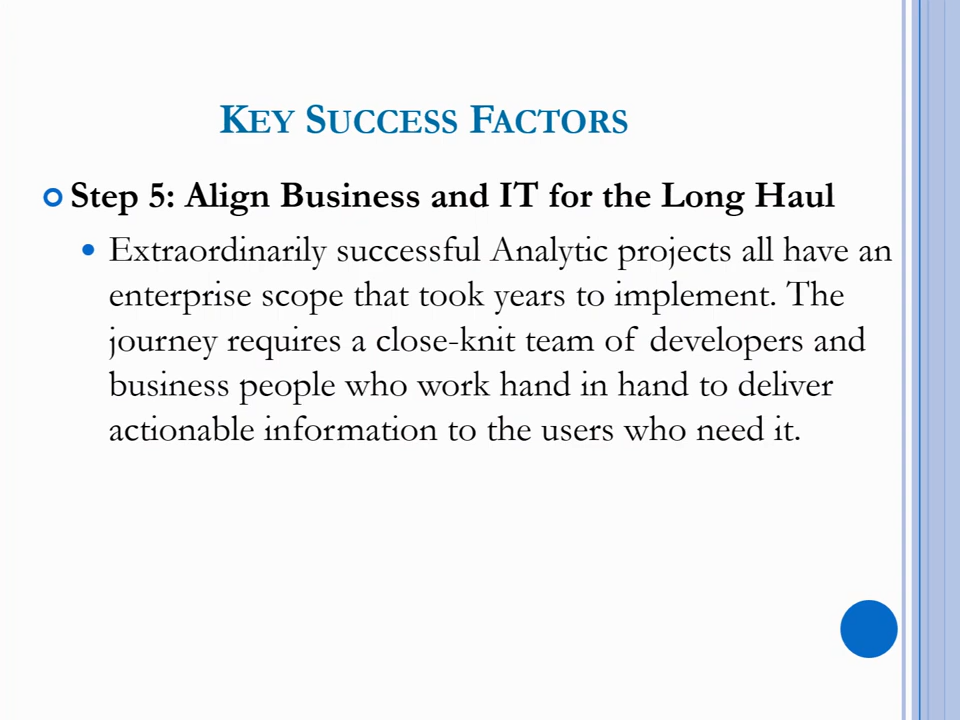 KEY SUCCESS FACTORS
Step 5: Align Business and IT for the Long Haul
Extraordinarily successful Analytic projects all have an
enterprise scope that took years to implement. The
journey requires a close-knit team of developers and
business people who work hand in hand to deliver
actionable information to the users who need it.